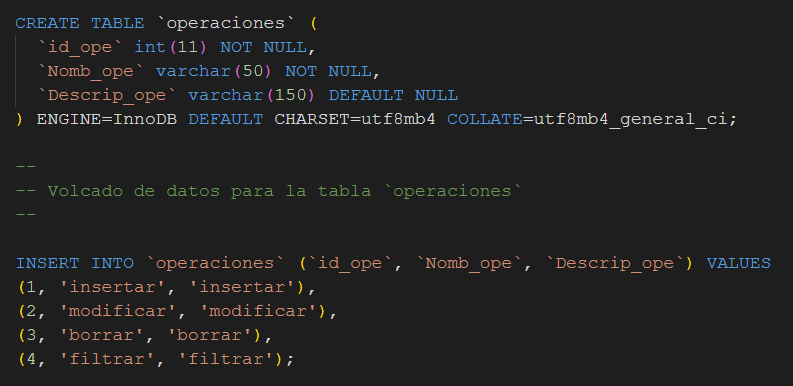 CREATE TABLE `operaciones` (
  `id_ope` int(11) NOT NULL,
  `Nomb_ope` varchar(50) NOT NULL,
  `Descrip_ope` varchar(150) DEFAULT NULL
) ENGINE=InnoDB DEFAULT CHARSET=utf8mb4 COLLATE=utf8mb4_general_ci;
--
-- Volcado de datos para la tabla `operaciones`
--
INSERT INTO `operaciones` (`id_ope`, `Nomb_ope`, `Descrip_ope`) VALUES
(1, 'insertar', 'insertar'),
(2, 'modificar', 'modificar'),
(3, 'borrar', 'borrar'),
(4, 'filtrar', 'filtrar');